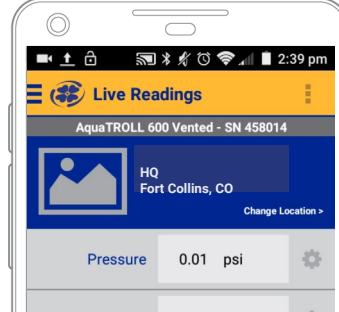 2:39 pm
Live Readings
AquaTROLL 600 Vented - SN 458014
HQ
Fort Collins, CO
Change Location >
Pressure 0.01 psi